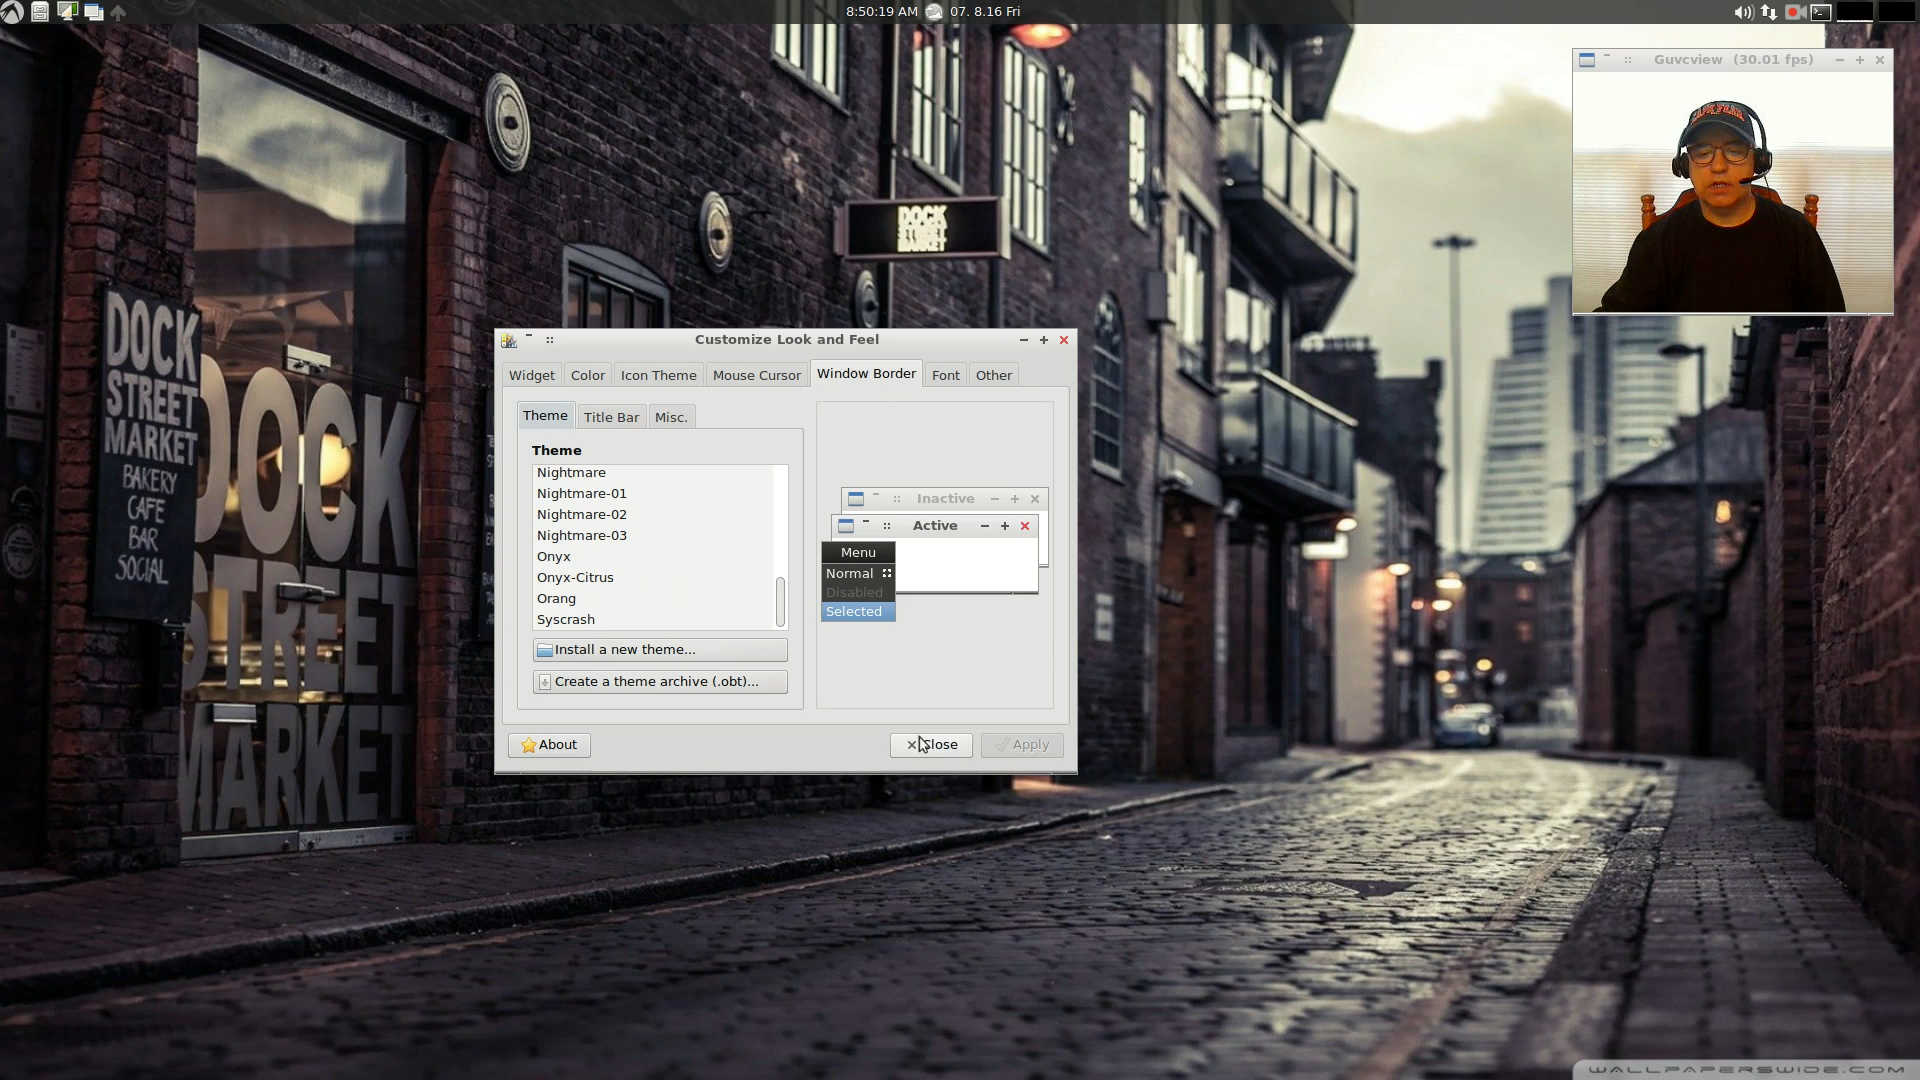 8:50:19 AM
07. 8.16 Fri
Guvcview (30.01 fps)
DOCK
STREET
MARKET
DOCK
STREET
MARKET
BAKERY
CAFE
BAR
SOCIAL
DOCK
STREET
MARKET
Customize Look and Feel
Widget
Color
Icon Theme
Mouse Cursor
Window Border
Font
Other
Theme
Title Bar
Misc.
Theme
Nightmare
Nightmare-01
Nightmare-02
Nightmare-03
Onyx
Onyx-Citrus
Orang
Syscrash
Install a new theme...
Create a theme archive (.obt)...
Inactive
Active
Menu
Normal
Disabled
Selected
About
Close
Apply
WALLPAPERSWIDE.COM